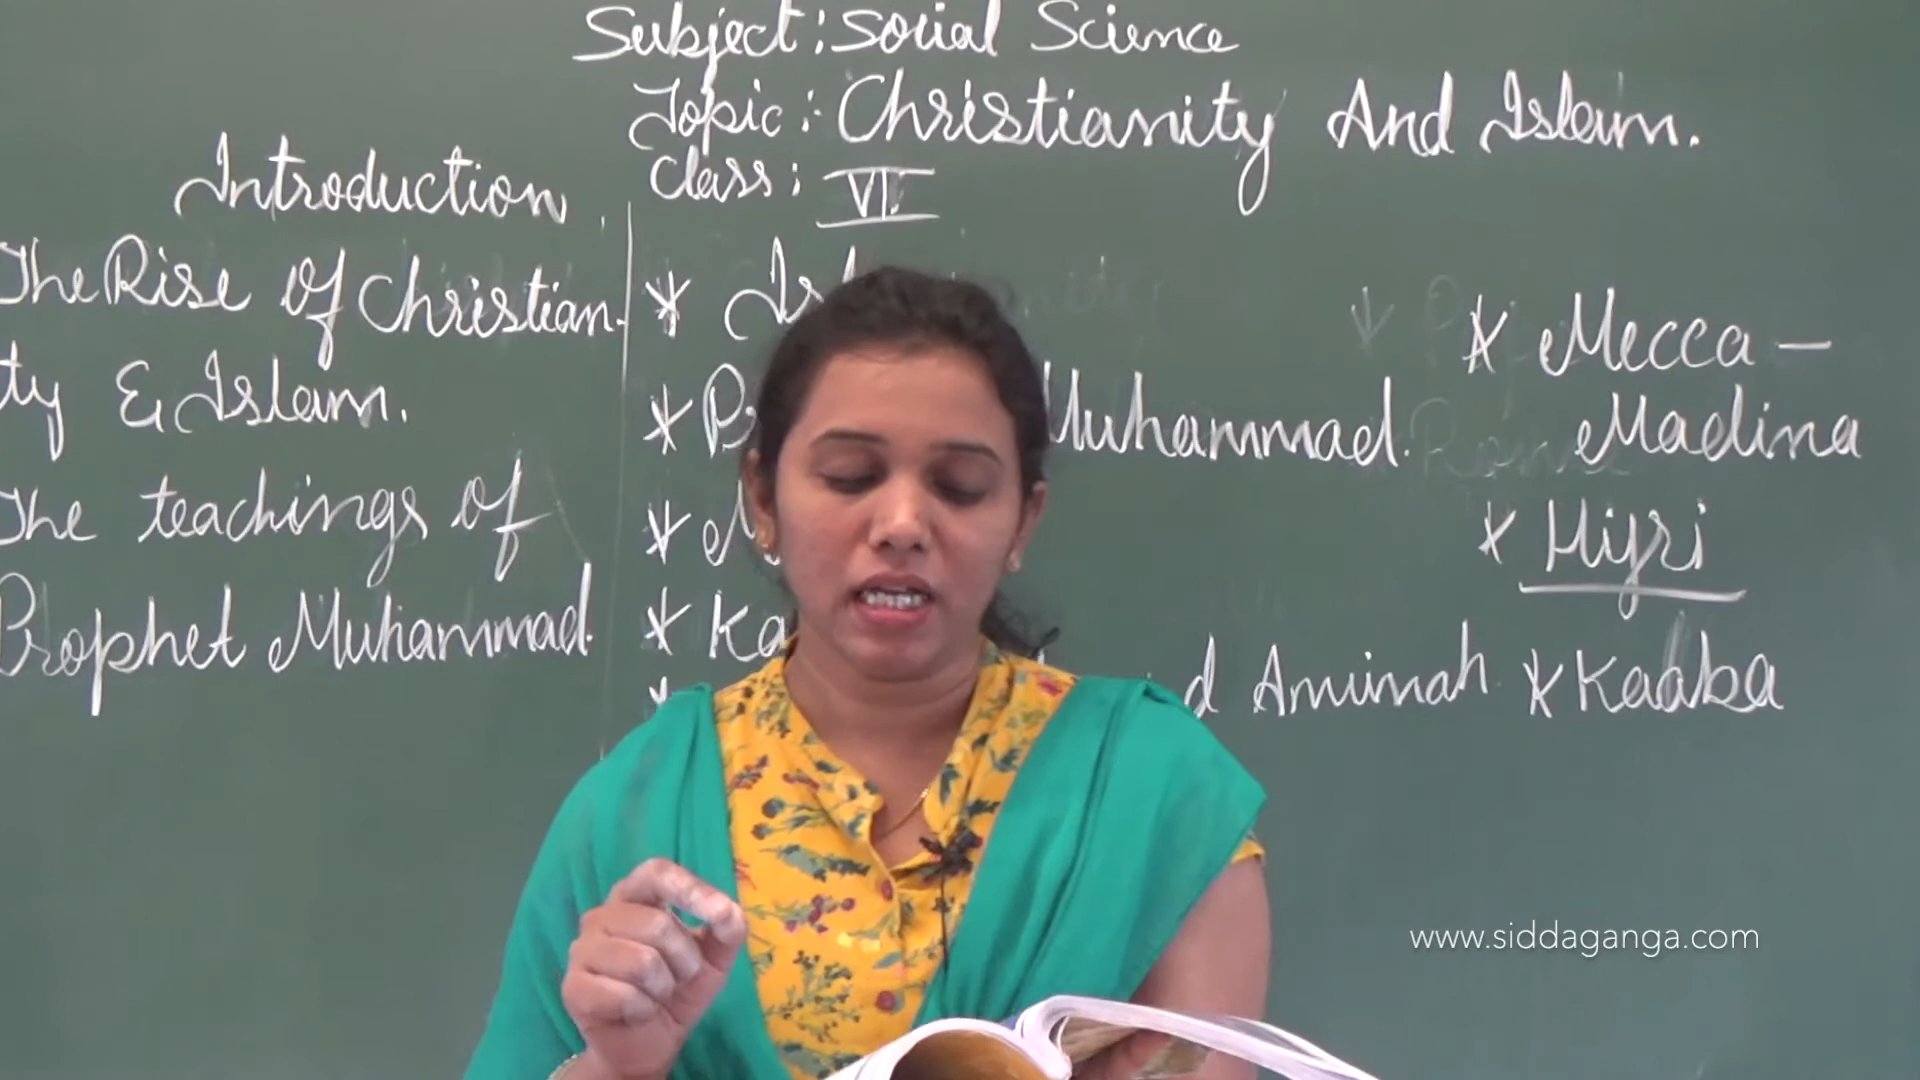 Subject: Social Science
Topic: Christianity And Islam.
Class: VI
Introduction
The Rise of Christian
ty & Islam.
The teachings of
Prophet Muhammad.
*
* Muhammad.
*
*
* Aminah
* Mecca —
Madina
* Hijri
* Kaaba
www.siddaganga.com